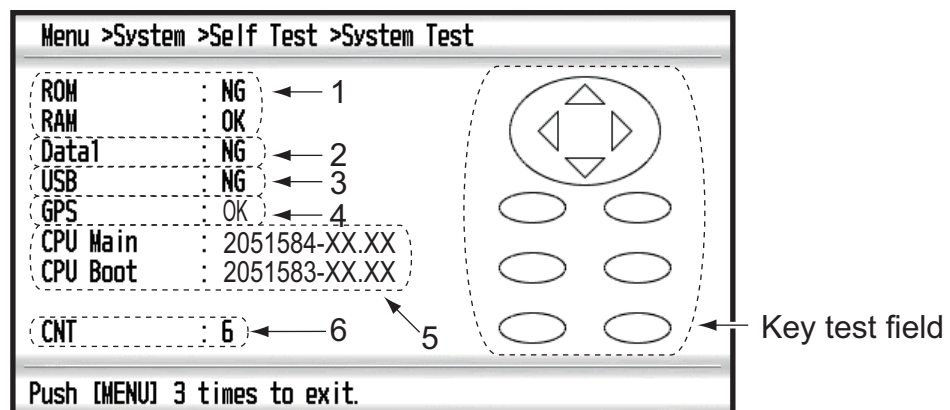 Menu >System >Self Test >System Test
ROM : NG 1
RAM : OK
Data1 : NG 2
USB : NG 3
GPS : OK 4
CPU Main : 2051584-XX.XX
CPU Boot : 2051583-XX.XX
5
CNT : 6 6
Key test field
Push [MENU] 3 times to exit.